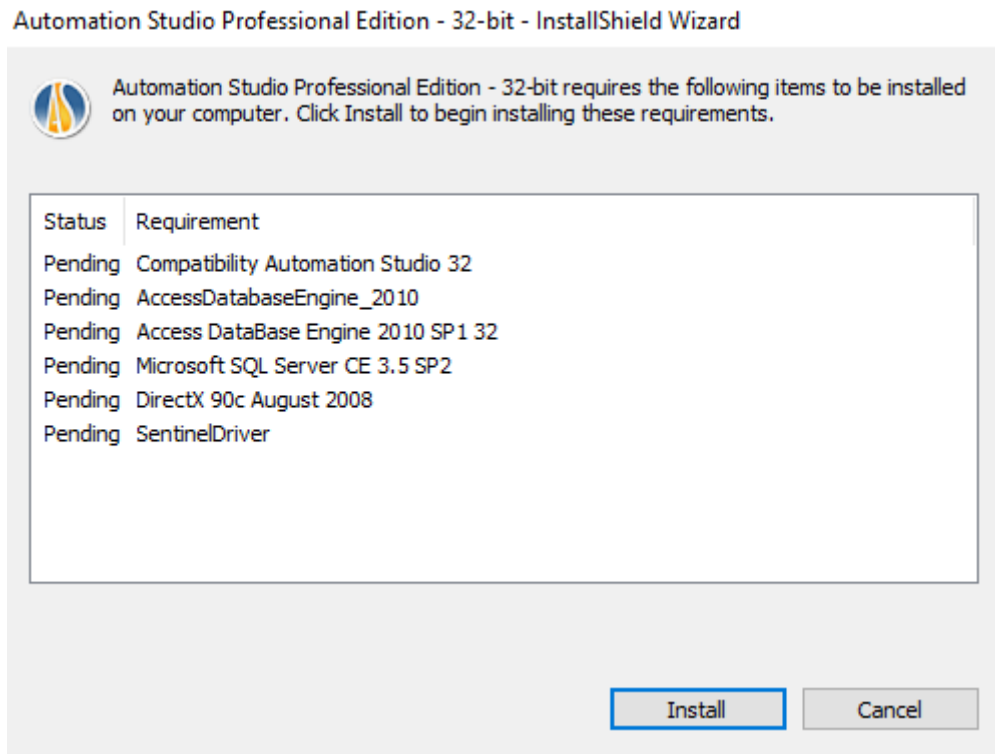 Automation Studio Professional Edition - 32-bit - InstallShield Wizard
Automation Studio Professional Edition - 32-bit requires the following items to be installed
on your computer. Click Install to begin installing these requirements.
Status Requirement
Pending Compatibility Automation Studio 32
Pending AccessDatabaseEngine_2010
Pending Access DataBase Engine 2010 SP1 32
Pending Microsoft SQL Server CE 3.5 SP2
Pending DirectX 90c August 2008
Pending SentinelDriver
Install Cancel